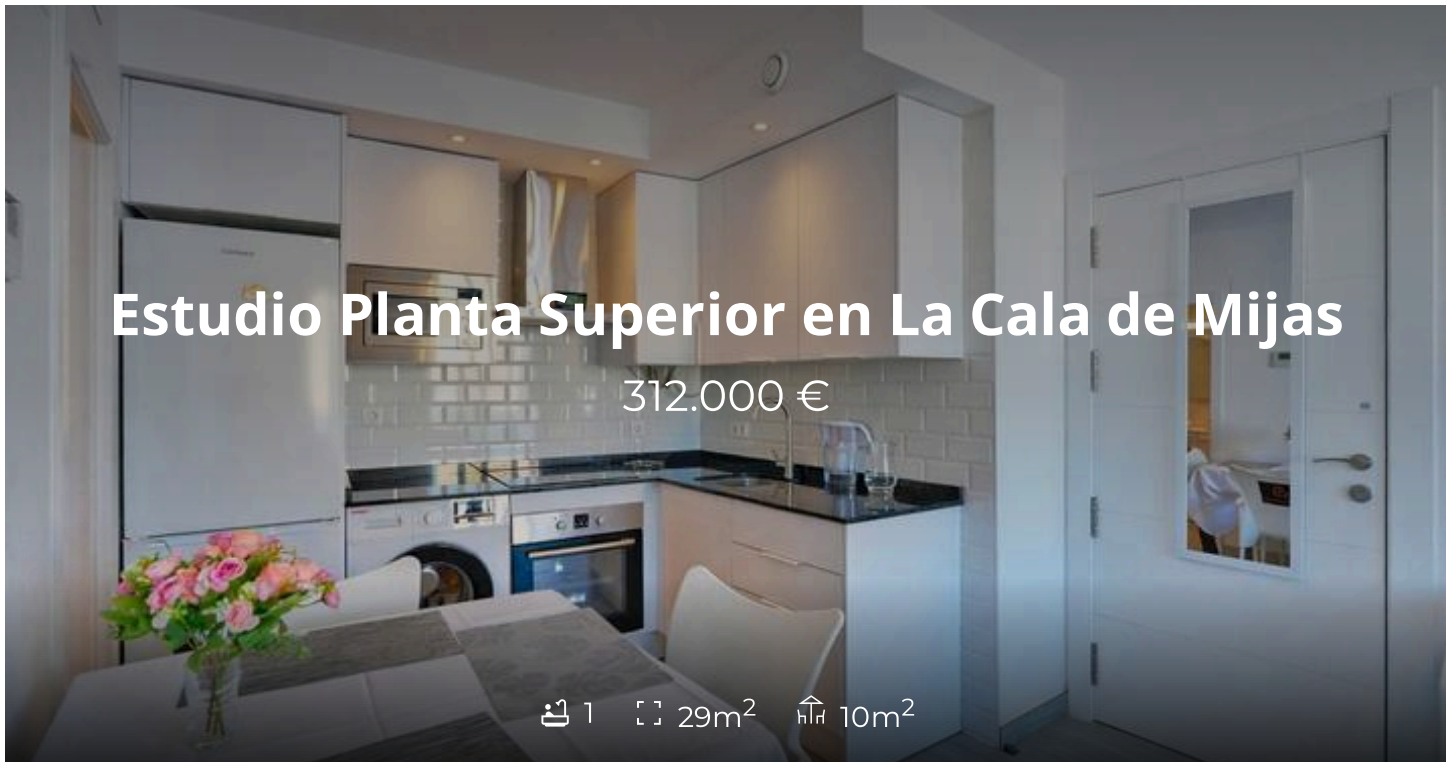 Estudio Planta Superior en La Cala de Mijas
312.000 €
1 29m² 10m²